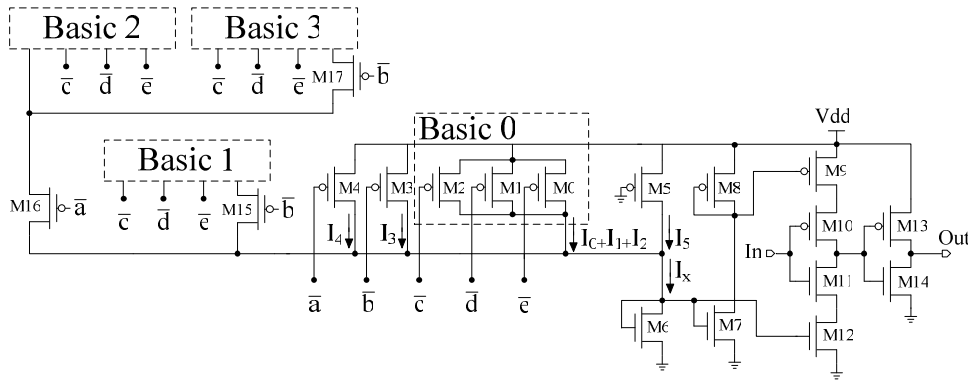 Basic 2
Basic 3
c̅ d̅ e̅
c̅ d̅ e̅
M17
b̅
Basic 0
Vdd
Basic 1
c̅ d̅ e̅
M16
a̅
M15
b̅
M4
M3
M2
M1
M0
M5
M8
M9
M10
M13
I₄
I₃
I₀+I₁+I₂
I₅
Iₓ
In
Out
M11
M14
M6
M7
M12
a̅ b̅ c̅ d̅ e̅